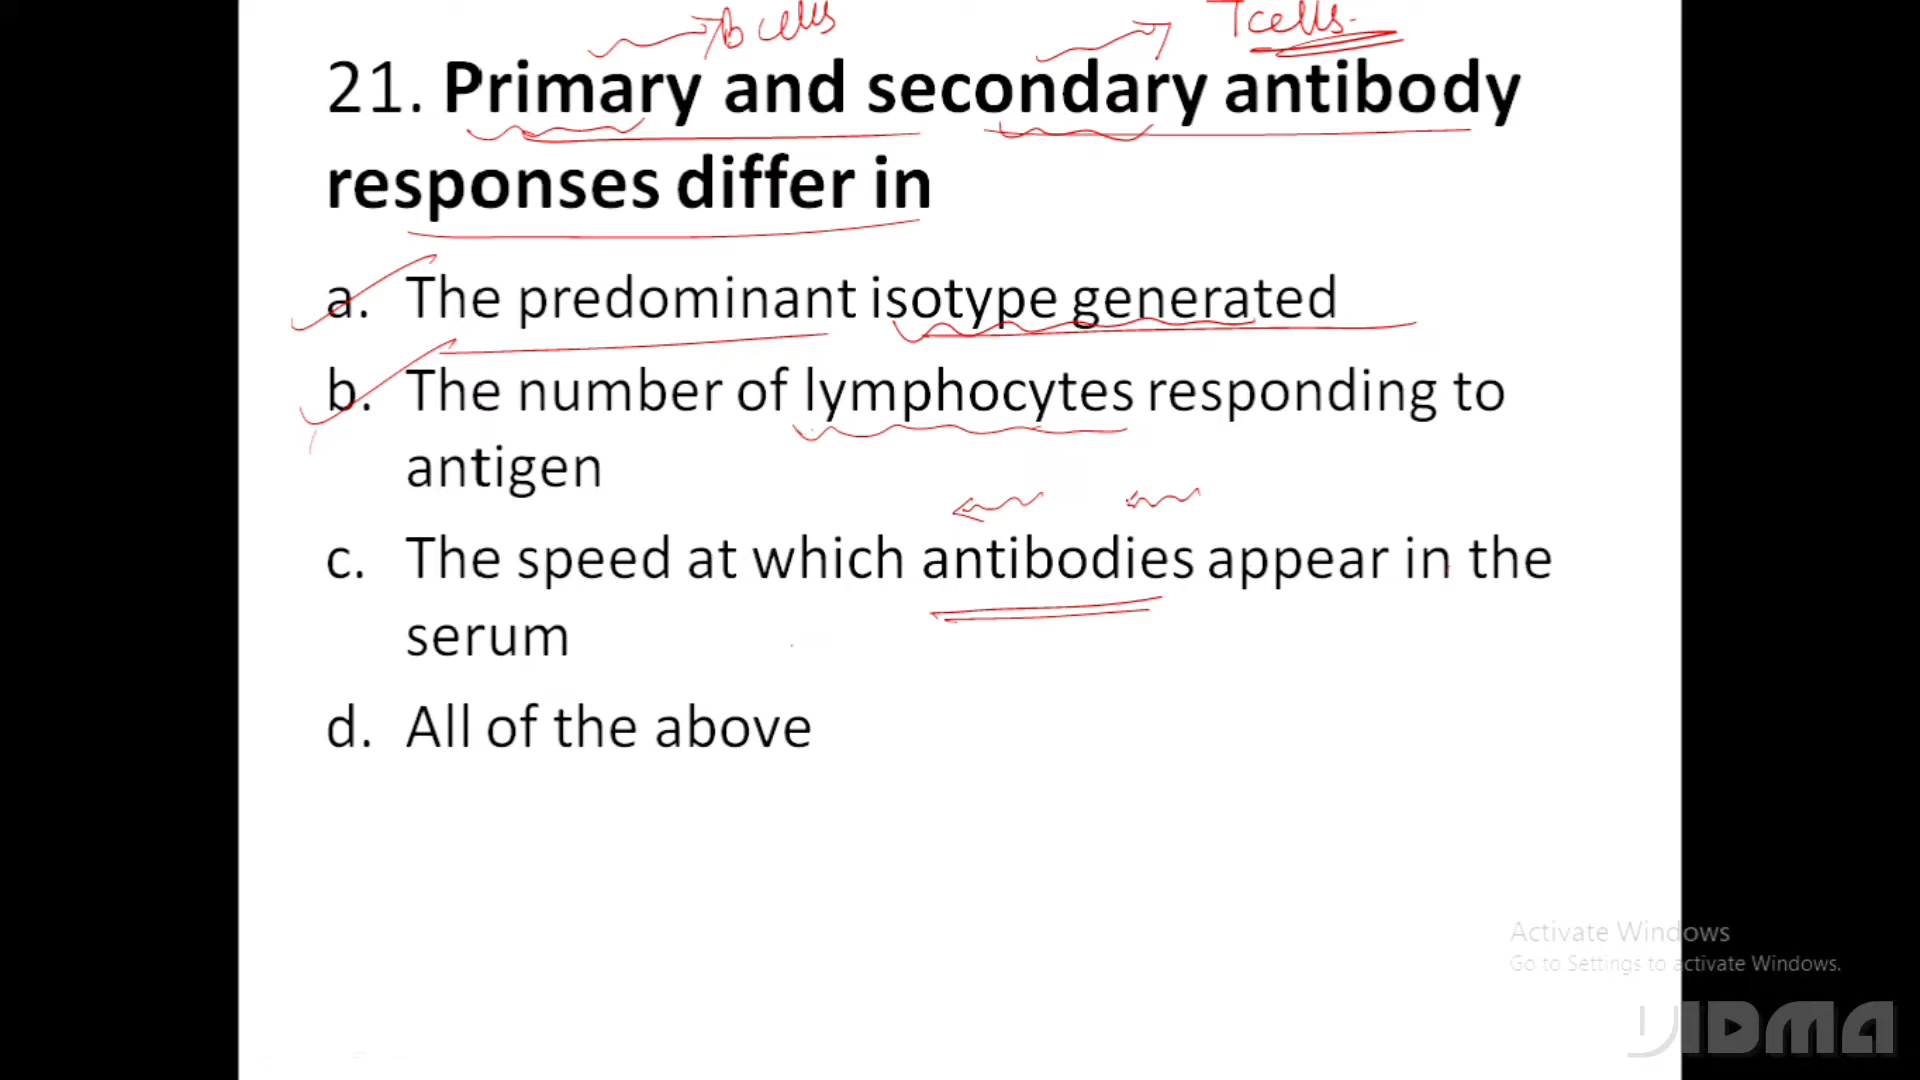 B cells
T cells.
21. Primary and secondary antibody
responses differ in
a. The predominant isotype generated
b. The number of lymphocytes responding to
antigen
c. The speed at which antibodies appear in the
serum
d. All of the above
Activate Windows
Go to Settings to activate Windows.
VIDMA